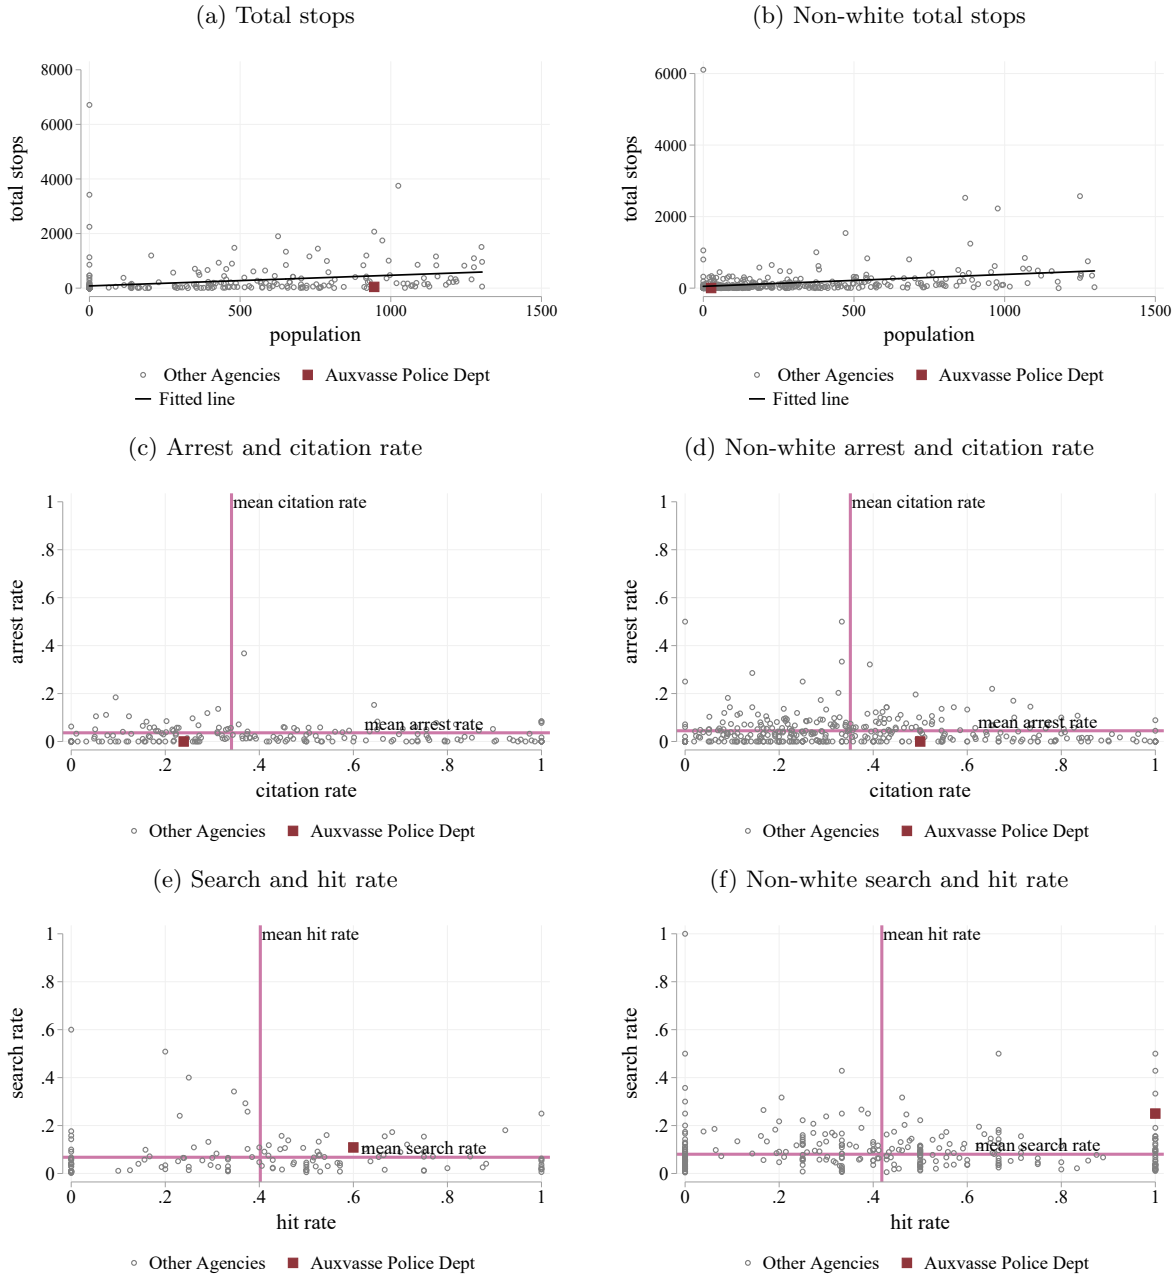 (a) Total stops
(b) Non-white total stops
8000
6000
4000
2000
0
total stops
0
500
1000
1500
population
Other Agencies
Auxvasse Police Dept
Fitted line
6000
4000
2000
0
total stops
0
500
1000
1500
population
Other Agencies
Auxvasse Police Dept
Fitted line
(c) Arrest and citation rate
(d) Non-white arrest and citation rate
1
.8
.6
.4
.2
0
arrest rate
mean citation rate
mean arrest rate
0
.2
.4
.6
.8
1
citation rate
Other Agencies
Auxvasse Police Dept
1
.8
.6
.4
.2
0
arrest rate
mean citation rate
mean arrest rate
0
.2
.4
.6
.8
1
citation rate
Other Agencies
Auxvasse Police Dept
(e) Search and hit rate
(f) Non-white search and hit rate
1
.8
.6
.4
.2
0
search rate
mean hit rate
mean search rate
0
.2
.4
.6
.8
1
hit rate
Other Agencies
Auxvasse Police Dept
1
.8
.6
.4
.2
0
search rate
mean hit rate
mean search rate
0
.2
.4
.6
.8
1
hit rate
Other Agencies
Auxvasse Police Dept